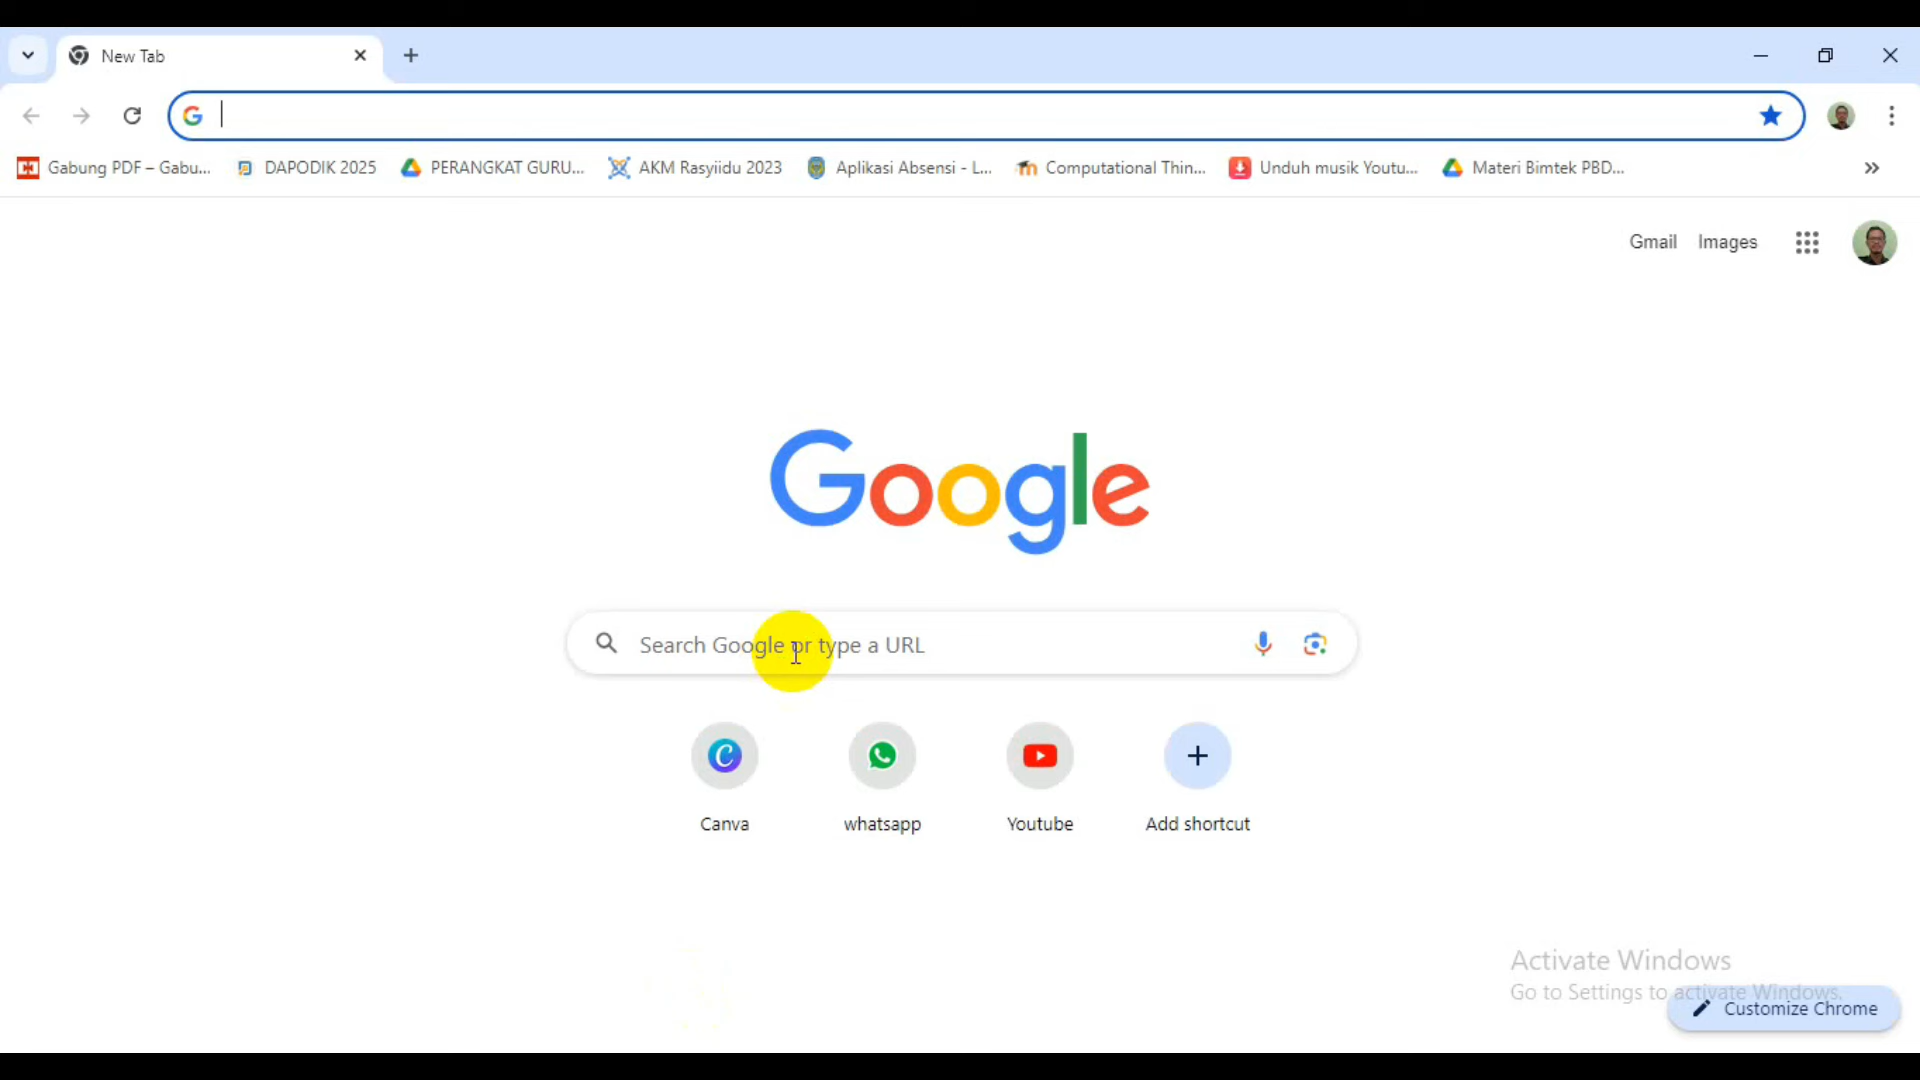 New Tab
Gabung PDF – Gabu... DAPODIK 2025 PERANGKAT GURU... AKM Rasyiidu 2023 Aplikasi Absensi - L... Computational Thin... Unduh musik Youtu... Materi Bimtek PBD...
Gmail Images
Google
Search Google or type a URL
Canva whatsapp Youtube Add shortcut
Activate Windows
Go to Settings to activate Windows.
Customize Chrome